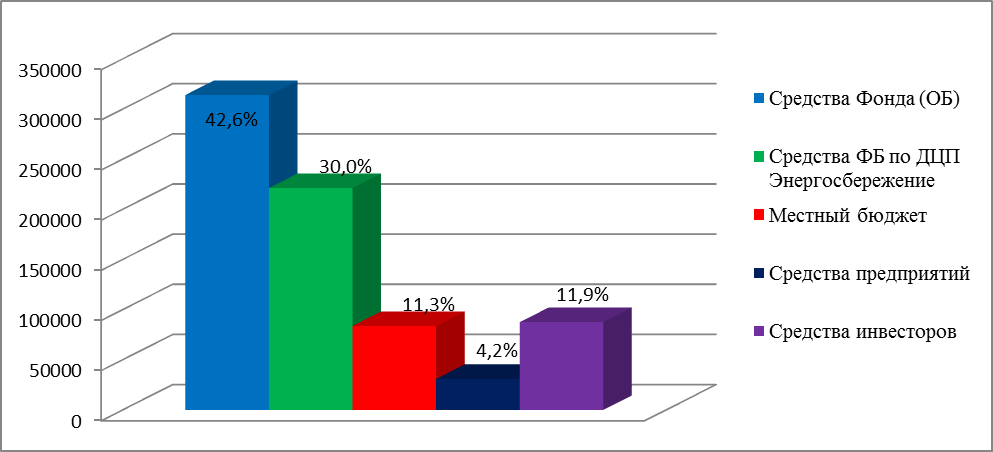 350000
300000
250000
200000
150000
100000
50000
0
42,6%
30,0%
11,3%
4,2%
11,9%
Средства Фонда (ОБ)
Средства ФБ по ДЦП
Энергосбережение
Местный бюджет
Средства предприятий
Средства инвесторов